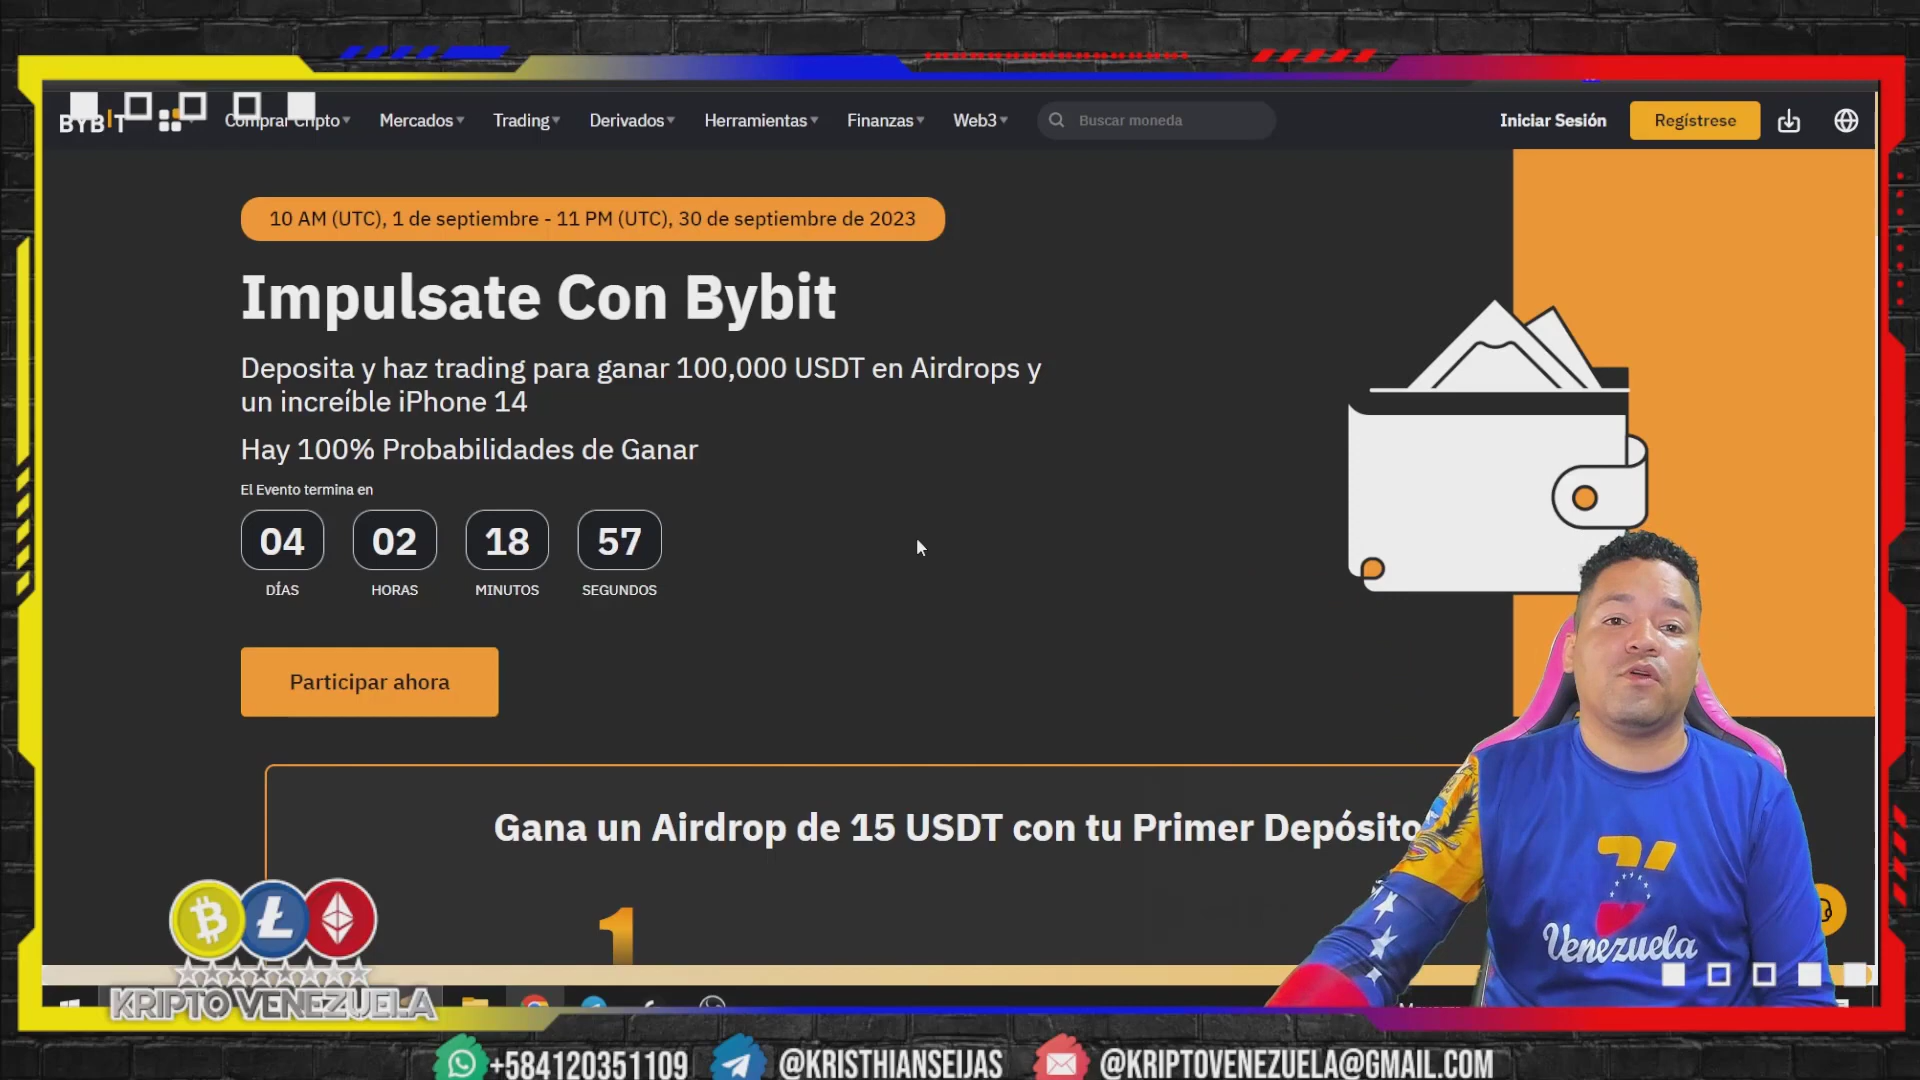 BYBIT
Comprar Cripto
Mercados
Trading
Derivados
Herramientas
Finanzas
Web3
Buscar moneda
Iniciar Sesión
Regístrese
10 AM (UTC), 1 de septiembre - 11 PM (UTC), 30 de septiembre de 2023
Impulsate Con Bybit
Deposita y haz trading para ganar 100,000 USDT en Airdrops y
un increíble iPhone 14
Hay 100% Probabilidades de Ganar
El Evento termina en
04 02 18 57
DÍAS HORAS MINUTOS SEGUNDOS
Participar ahora
Gana un Airdrop de 15 USDT con tu Primer Depósito
1
Venezuela
KRIPTO VENEZUELA
+584120351109
@KRISTHIANSEIJAS
@KRIPTOVENEZUELA@GMAIL.COM